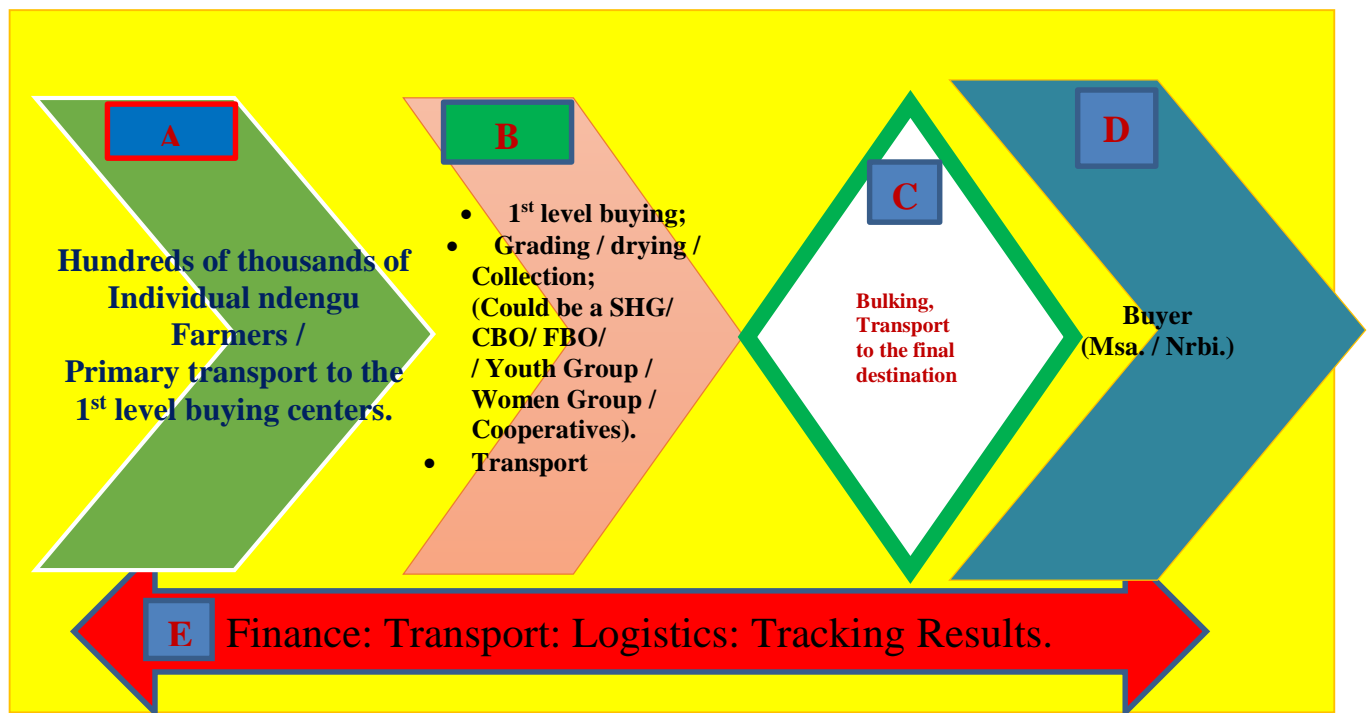 A
Hundreds of thousands of
Individual ndengu
Farmers /
Primary transport to the
1st level buying centers.
B
• 1st level buying;
• Grading / drying /
Collection;
(Could be a SHG/
CBO/ FBO/
/ Youth Group /
Women Group /
Cooperatives).
• Transport
C
Bulking,
Transport
to the final
destination
D
Buyer
(Msa. / Nrbi.)
E Finance: Transport: Logistics: Tracking Results.